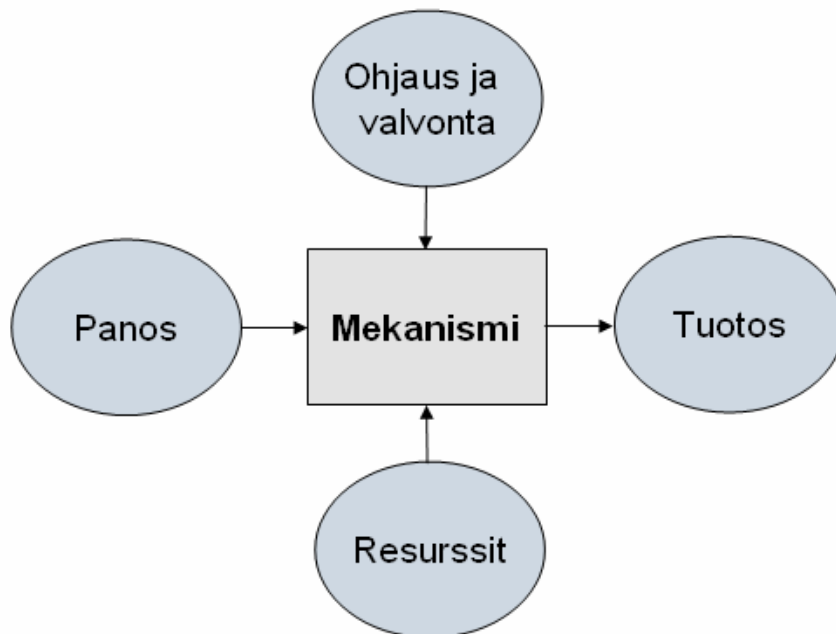 Ohjaus ja
valvonta
Panos
Mekanismi
Tuotos
Resurssit